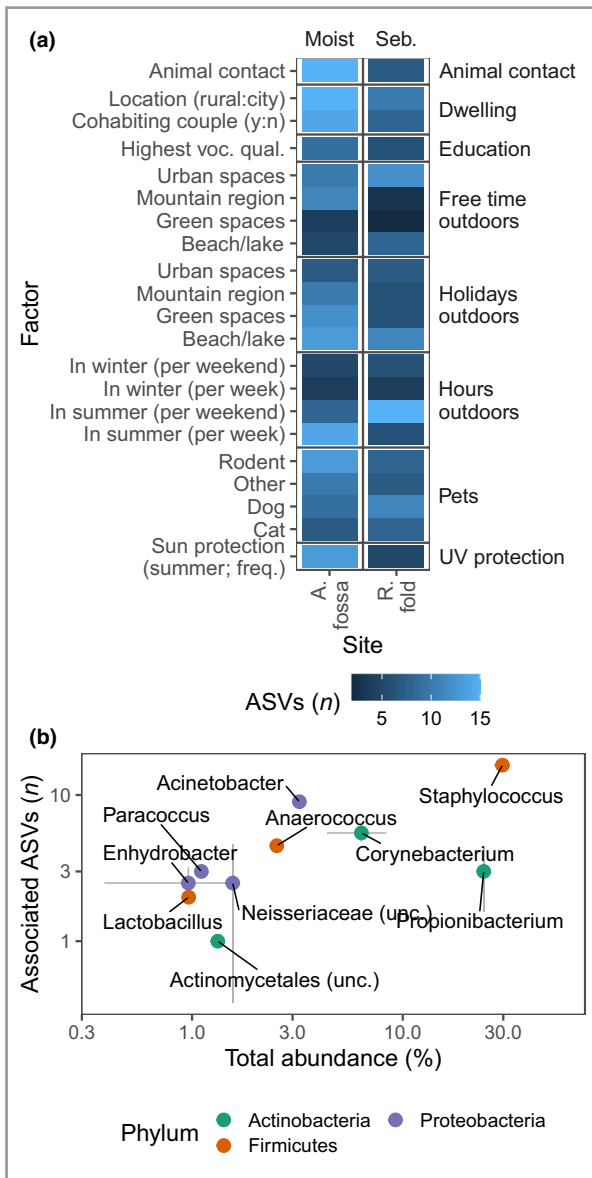 (a)
Moist Seb.
Animal contact Animal contact
Location (rural:city)
Dwelling
Cohabiting couple (y:n)
Highest voc. qual. Education
Urban spaces
Mountain region
Free time
outdoors
Green spaces
Beach/lake
Urban spaces
Mountain region
Holidays
outdoors
Green spaces
Beach/lake
In winter (per weekend)
In winter (per week)
Hours
outdoors
In summer (per weekend)
In summer (per week)
Rodent
Other
Pets
Dog
Cat
Sun protection
(summer; freq.)
UV protection
Factor
A.
fossa
R.
fold
Site
ASVs (n)
5 10 15
(b)
Associated ASVs (n)
10
3
1
Acinetobacter
Staphylococcus
Paracoccus
Anaerococcus
Enhydrobacter
Corynebacterium
Lactobacillus
Neisseriaceae (unc.)
Propionibacterium
Actinomycetales (unc.)
0.3 1.0 3.0 10.0 30.0
Total abundance (%)
Phylum
Actinobacteria Proteobacteria
Firmicutes